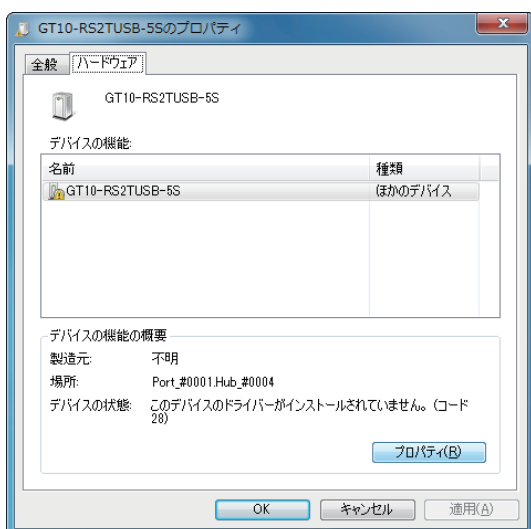 GT10-RS2TUSB-5Sのプロパティ
全般 ハードウェア
GT10-RS2TUSB-5S
デバイスの機能:
名前 種類
GT10-RS2TUSB-5S ほかのデバイス
デバイスの機能の概要
製造元: 不明
場所: Port_#0001.Hub_#0004
デバイスの状態: このデバイスのドライバーがインストールされていません。(コード
28)
プロパティ(R)
OK キャンセル 適用(A)